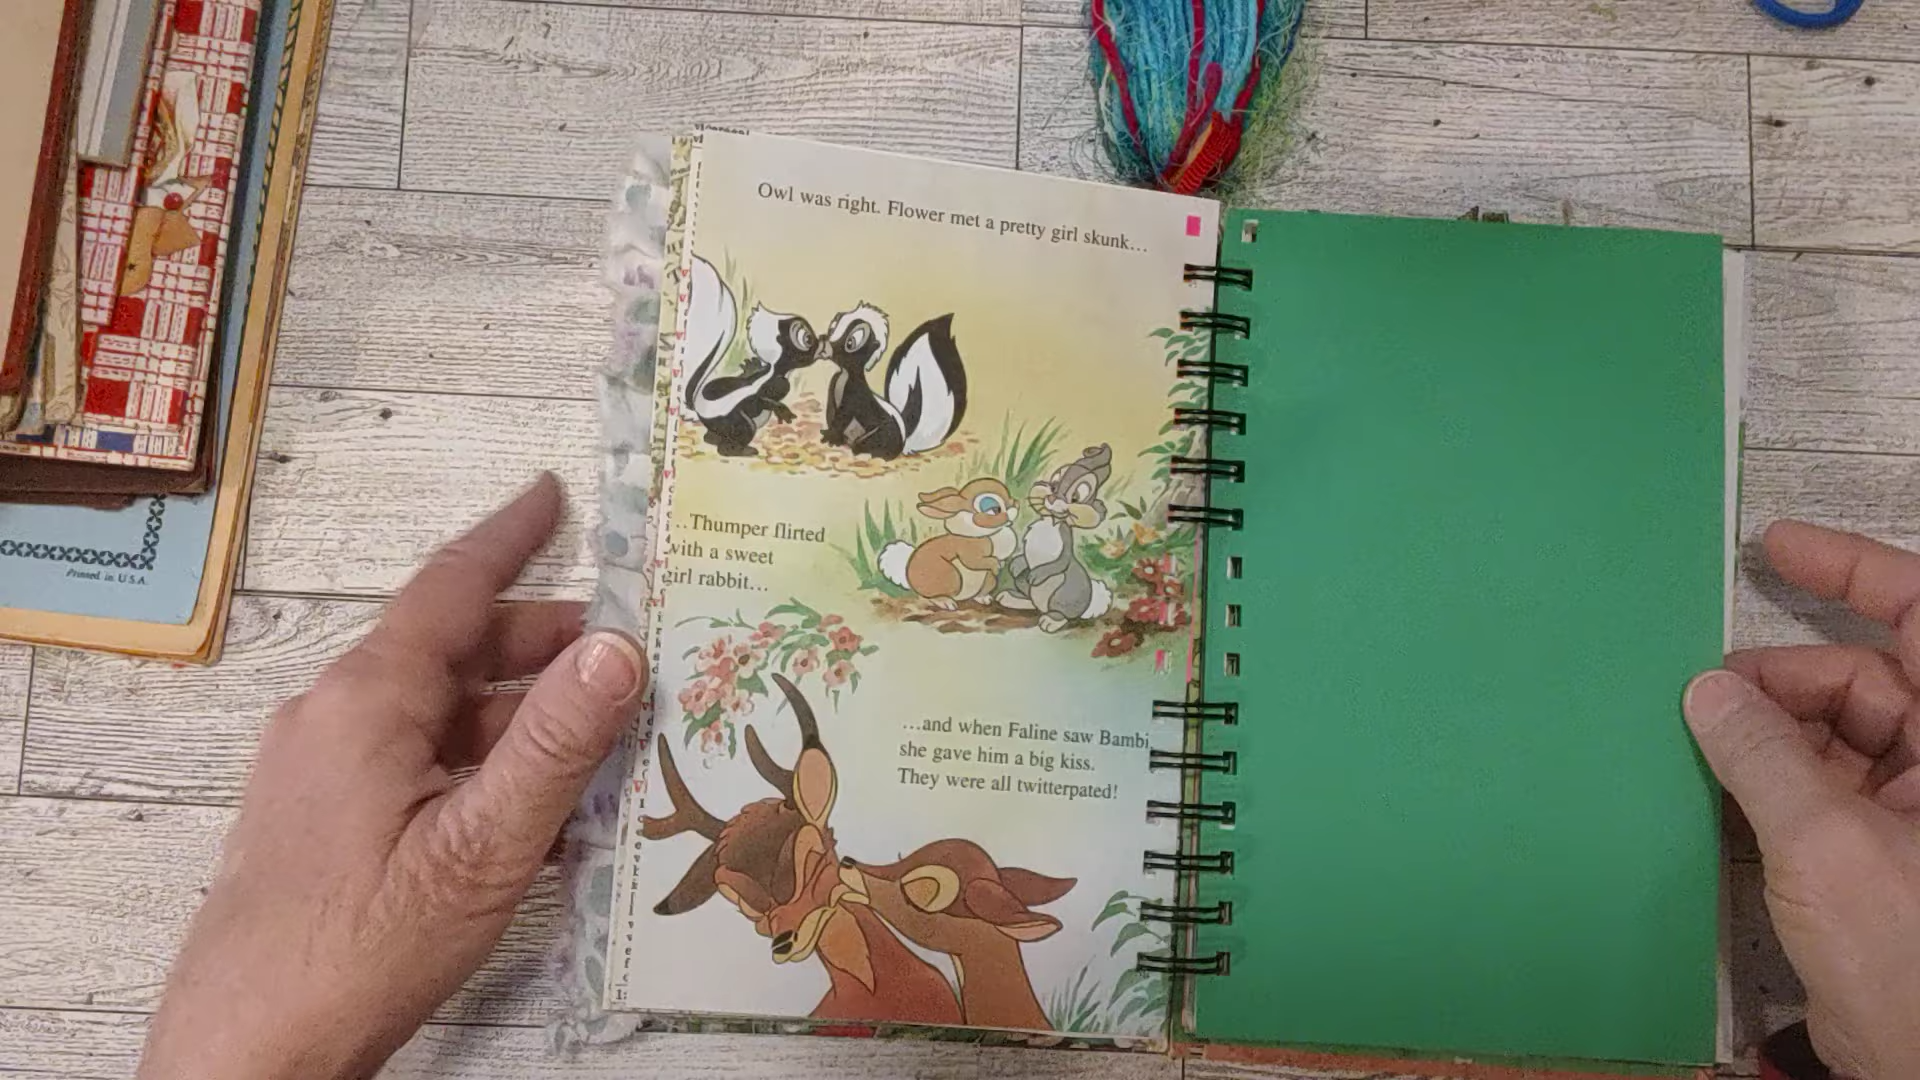 Owl was right. Flower met a pretty girl skunk...
...Thumper flirted
with a sweet
girl rabbit...
...and when Faline saw Bambi
she gave him a big kiss.
They were all twitterpated!
Printed in U.S.A.